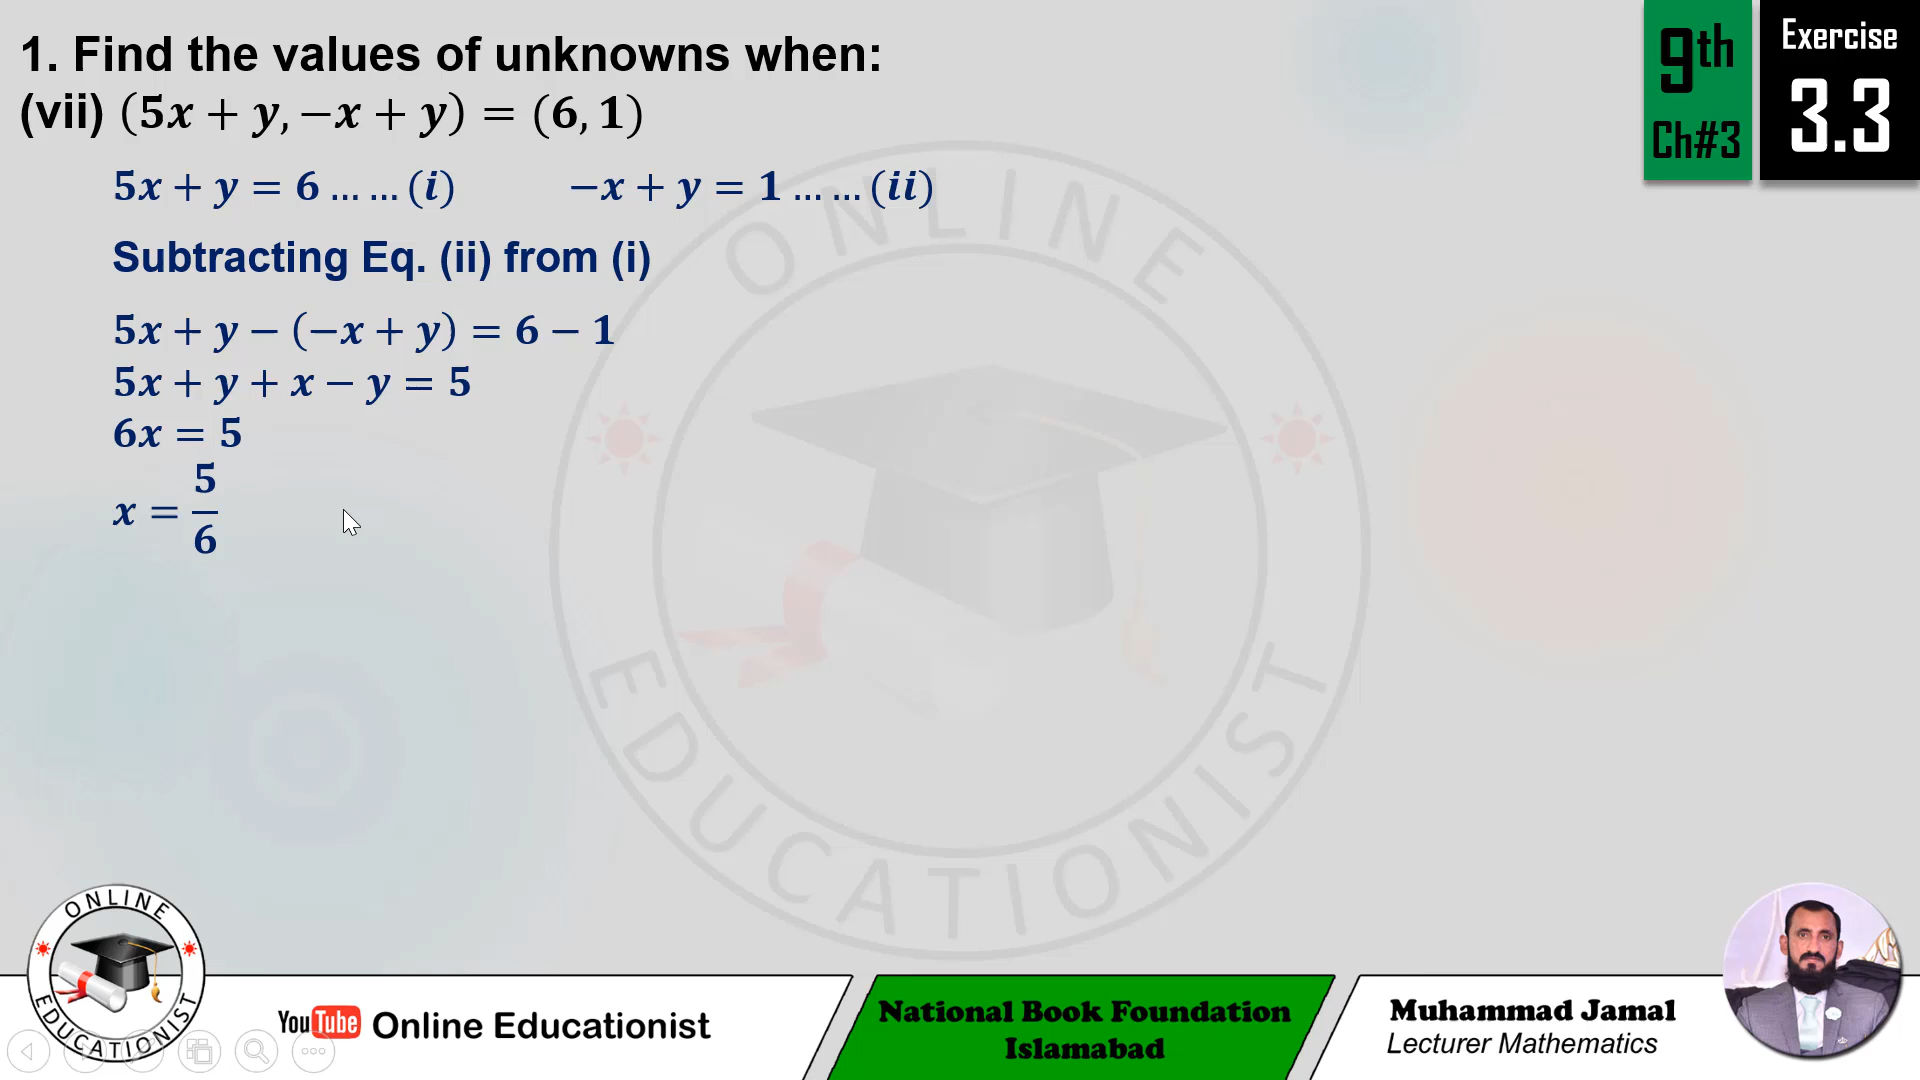 1. Find the values of unknowns when:
(vii) (5x + y, −x + y) = (6, 1)
5x + y = 6 … … (i) −x + y = 1 … … (ii)
Subtracting Eq. (ii) from (i)
5x + y − (−x + y) = 6 − 1
5x + y + x − y = 5
6x = 5
x = 5/6
9th
Ch#3
Exercise
3.3
ONLINE
EDUCATIONIST
ONLINE
EDUCATIONIST
YouTube Online Educationist
National Book Foundation
Islamabad
Muhammad Jamal
Lecturer Mathematics